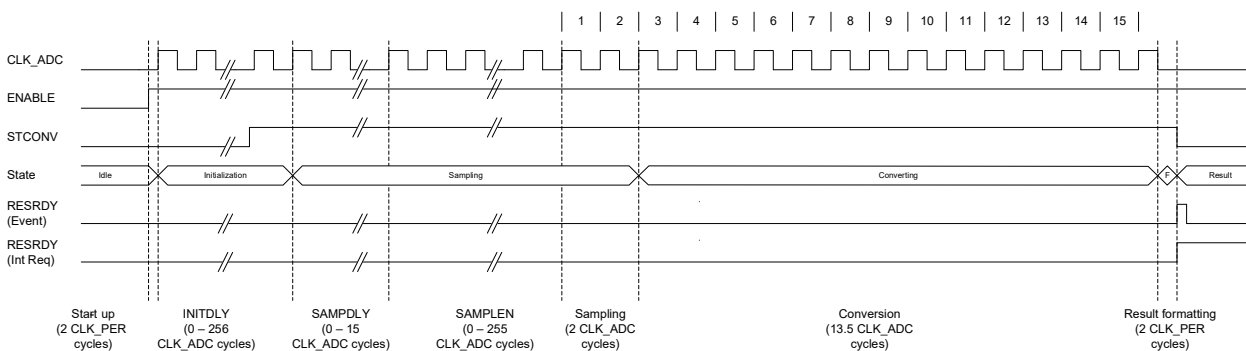 1 2 3 4 5 6 7 8 9 10 11 12 13 14 15
CLK_ADC
ENABLE
STCONV
State Idle Initialization Sampling Converting F Result
RESRDY
(Event)
RESRDY
(Int Req)
Start up
(2 CLK_PER
cycles)
INITDLY
(0 – 256
CLK_ADC cycles)
SAMPDLY
(0 – 15
CLK_ADC cycles)
SAMPLEN
(0 – 255
CLK_ADC cycles)
Sampling
(2 CLK_ADC
cycles)
Conversion
(13.5 CLK_ADC
cycles)
Result formatting
(2 CLK_PER
cycles)